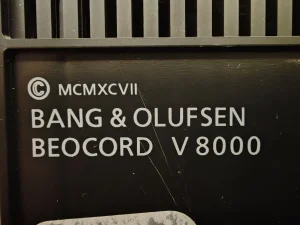 © MCMXCVII
BANG & OLUFSEN
BEOCORD V 8000